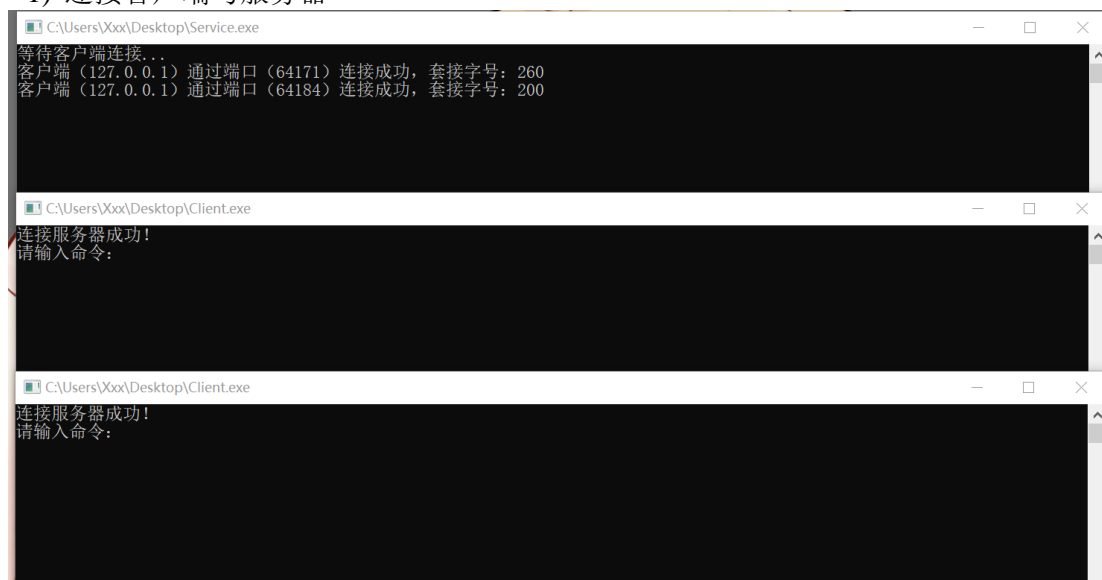 1) 连接客户端与服务器
C:\Users\Xxx\Desktop\Service.exe
等待客户端连接...
客户端（127.0.0.1）通过端口（64171）连接成功，套接字号：260
客户端（127.0.0.1）通过端口（64184）连接成功，套接字号：200
C:\Users\Xxx\Desktop\Client.exe
连接服务器成功！
请输入命令：
C:\Users\Xxx\Desktop\Client.exe
连接服务器成功！
请输入命令：